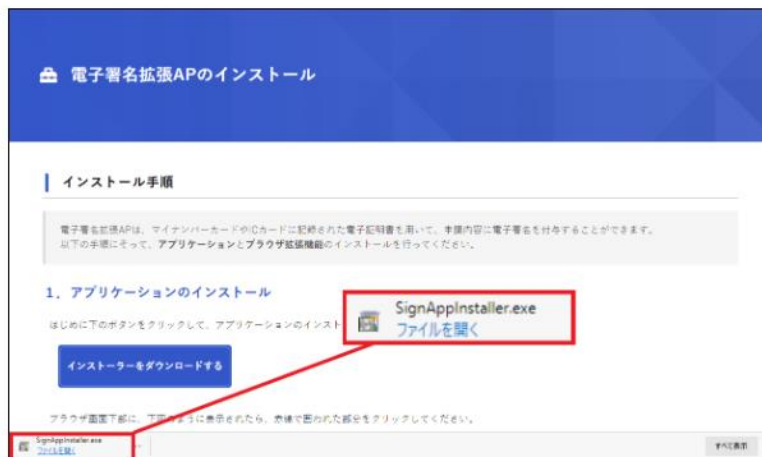 電子署名拡張APのインストール
インストール手順
電子署名拡張APは、マイナンバーカードやICカードに記録された電子証明書を用いて、申請内容に電子署名を付与することができます。
以下の手順にそって、アプリケーションとブラウザ拡張機能のインストールを行ってください。
1. アプリケーションのインストール
はじめに下のボタンをクリックして、アプリケーションのインスト
SignAppInstaller.exe
ファイルを開く
インストーラーをダウンロードする
ブラウザ画面下部に、下図のように表示されたら、赤線で囲われた部分をクリックしてください。
SignAppInstaller.exe
ファイルを開く
すべて表示